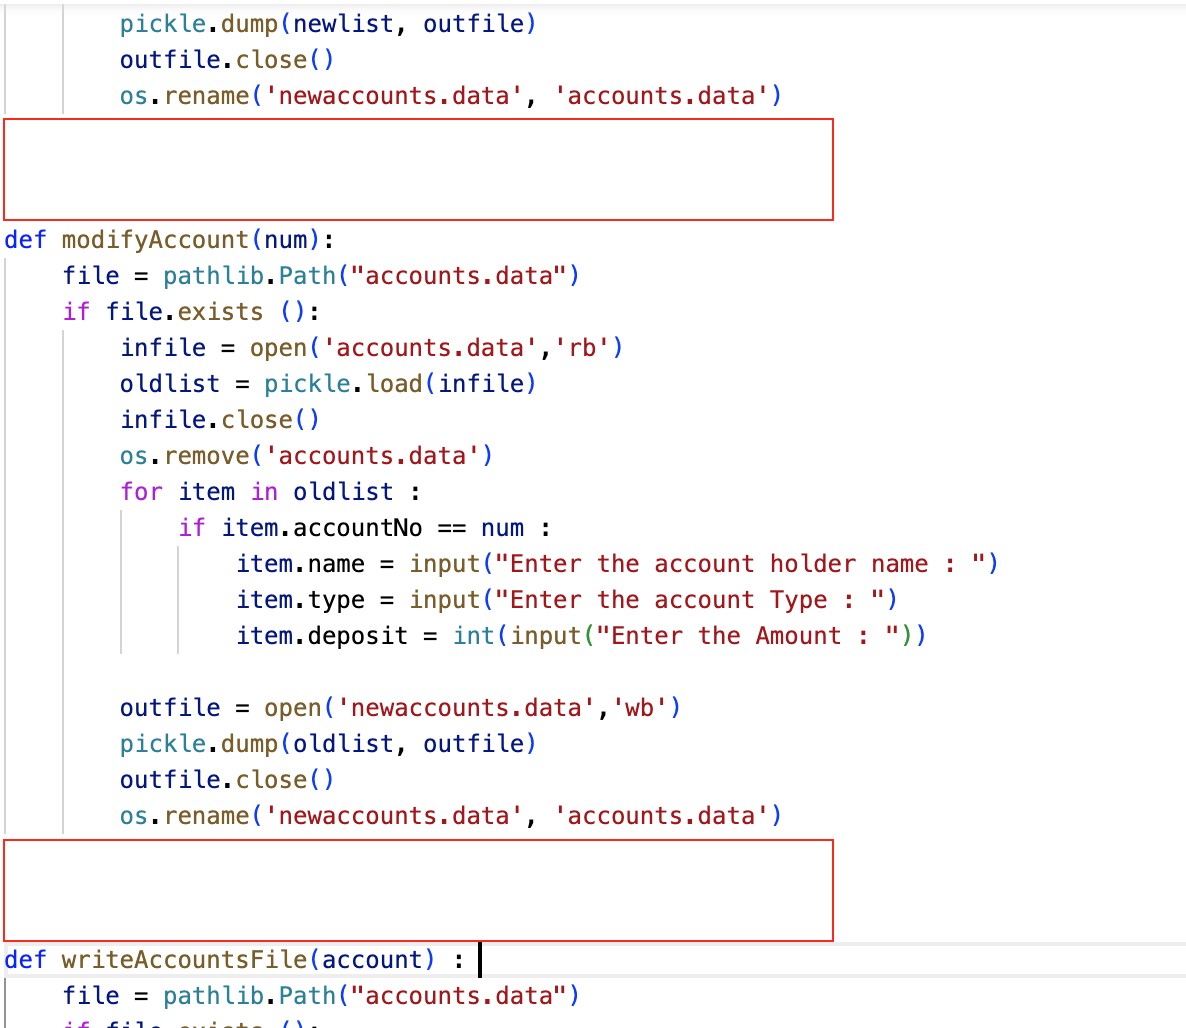 pickle.dump(newlist, outfile)
outfile.close()
os.rename('newaccounts.data', 'accounts.data')
def modifyAccount(num):
file = pathlib.Path("accounts.data")
if file.exists ():
infile = open('accounts.data','rb')
oldlist = pickle.load(infile)
infile.close()
os.remove('accounts.data')
for item in oldlist :
if item.accountNo == num :
item.name = input("Enter the account holder name : ")
item.type = input("Enter the account Type : ")
item.deposit = int(input("Enter the Amount : "))
outfile = open('newaccounts.data','wb')
pickle.dump(oldlist, outfile)
outfile.close()
os.rename('newaccounts.data', 'accounts.data')
def writeAccountsFile(account) :
file = pathlib.Path("accounts.data")
if file.exists ():